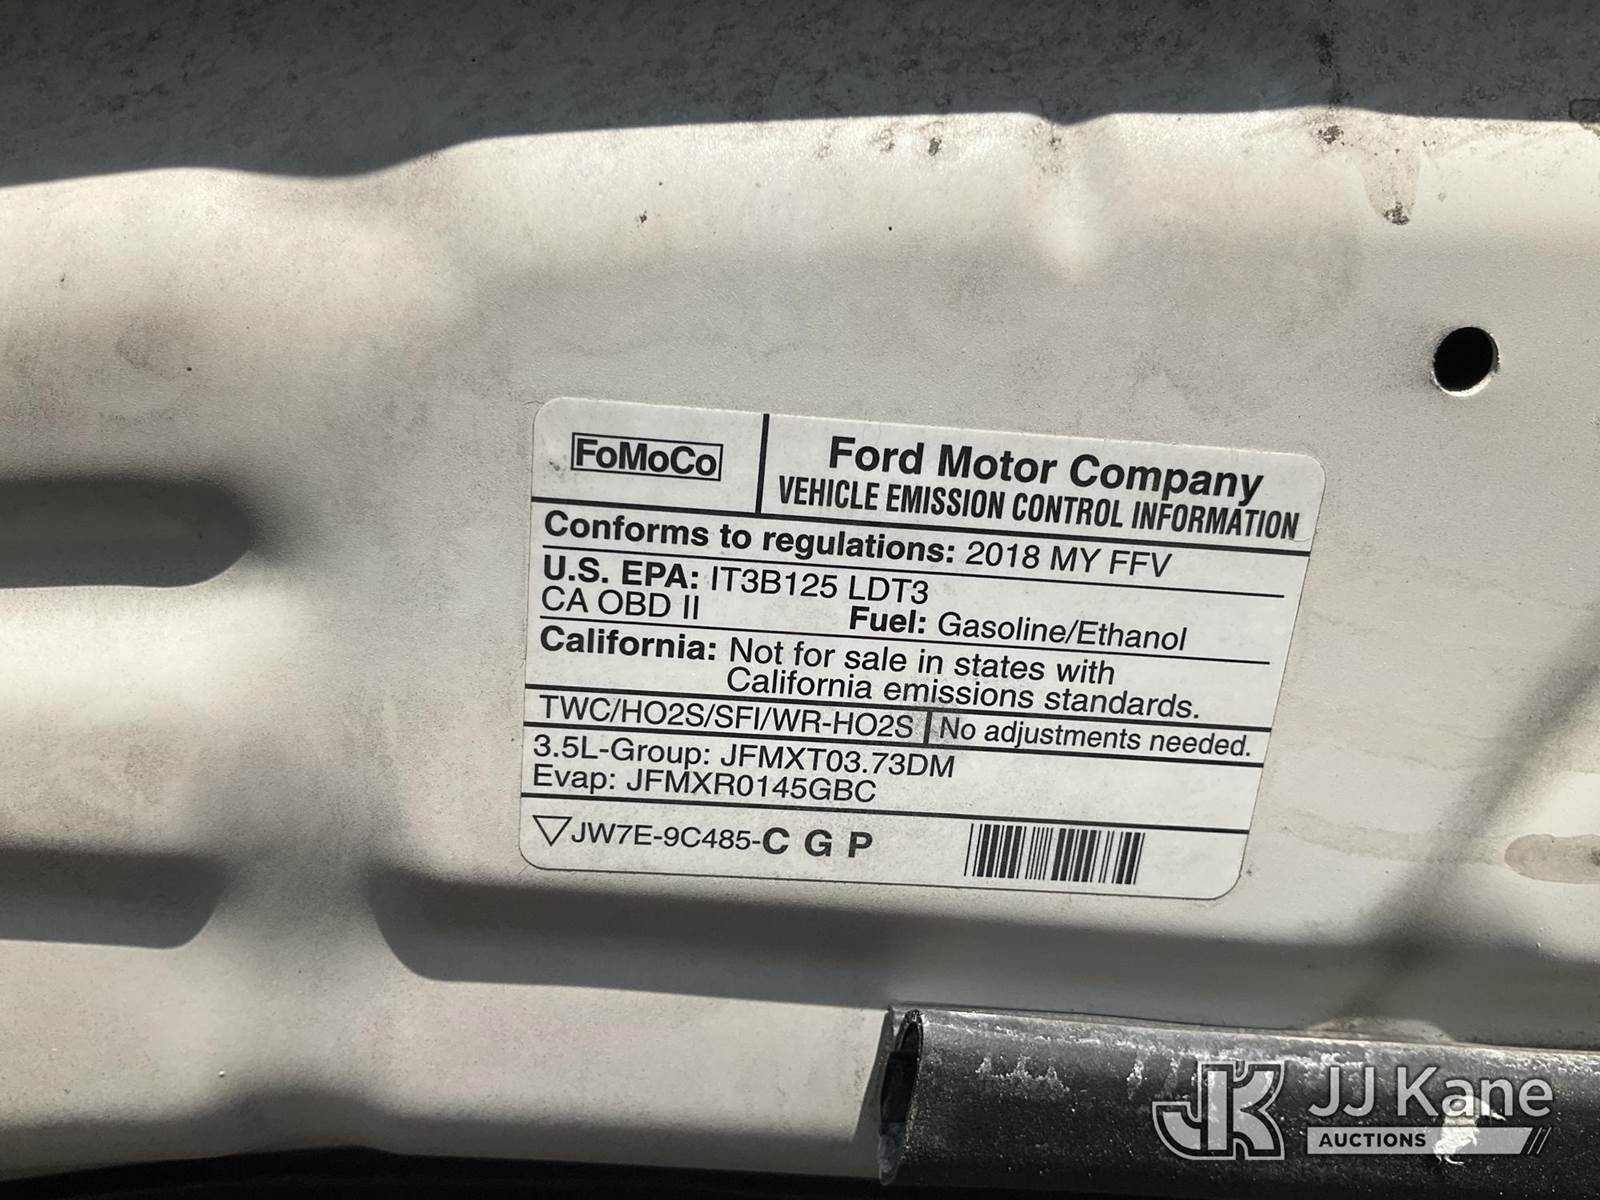 FoMoCo
Ford Motor Company
VEHICLE EMISSION CONTROL INFORMATION
Conforms to regulations: 2018 MY FFV
U.S. EPA: IT3B125 LDT3
CA OBD II Fuel: Gasoline/Ethanol
California: Not for sale in states with
California emissions standards.
TWC/HO2S/SFI/WR-HO2S No adjustments needed.
3.5L-Group: JFMXT03.73DM
Evap: JFMXR0145GBC
JW7E-9C485-C G P
JK JJ Kane
AUCTIONS